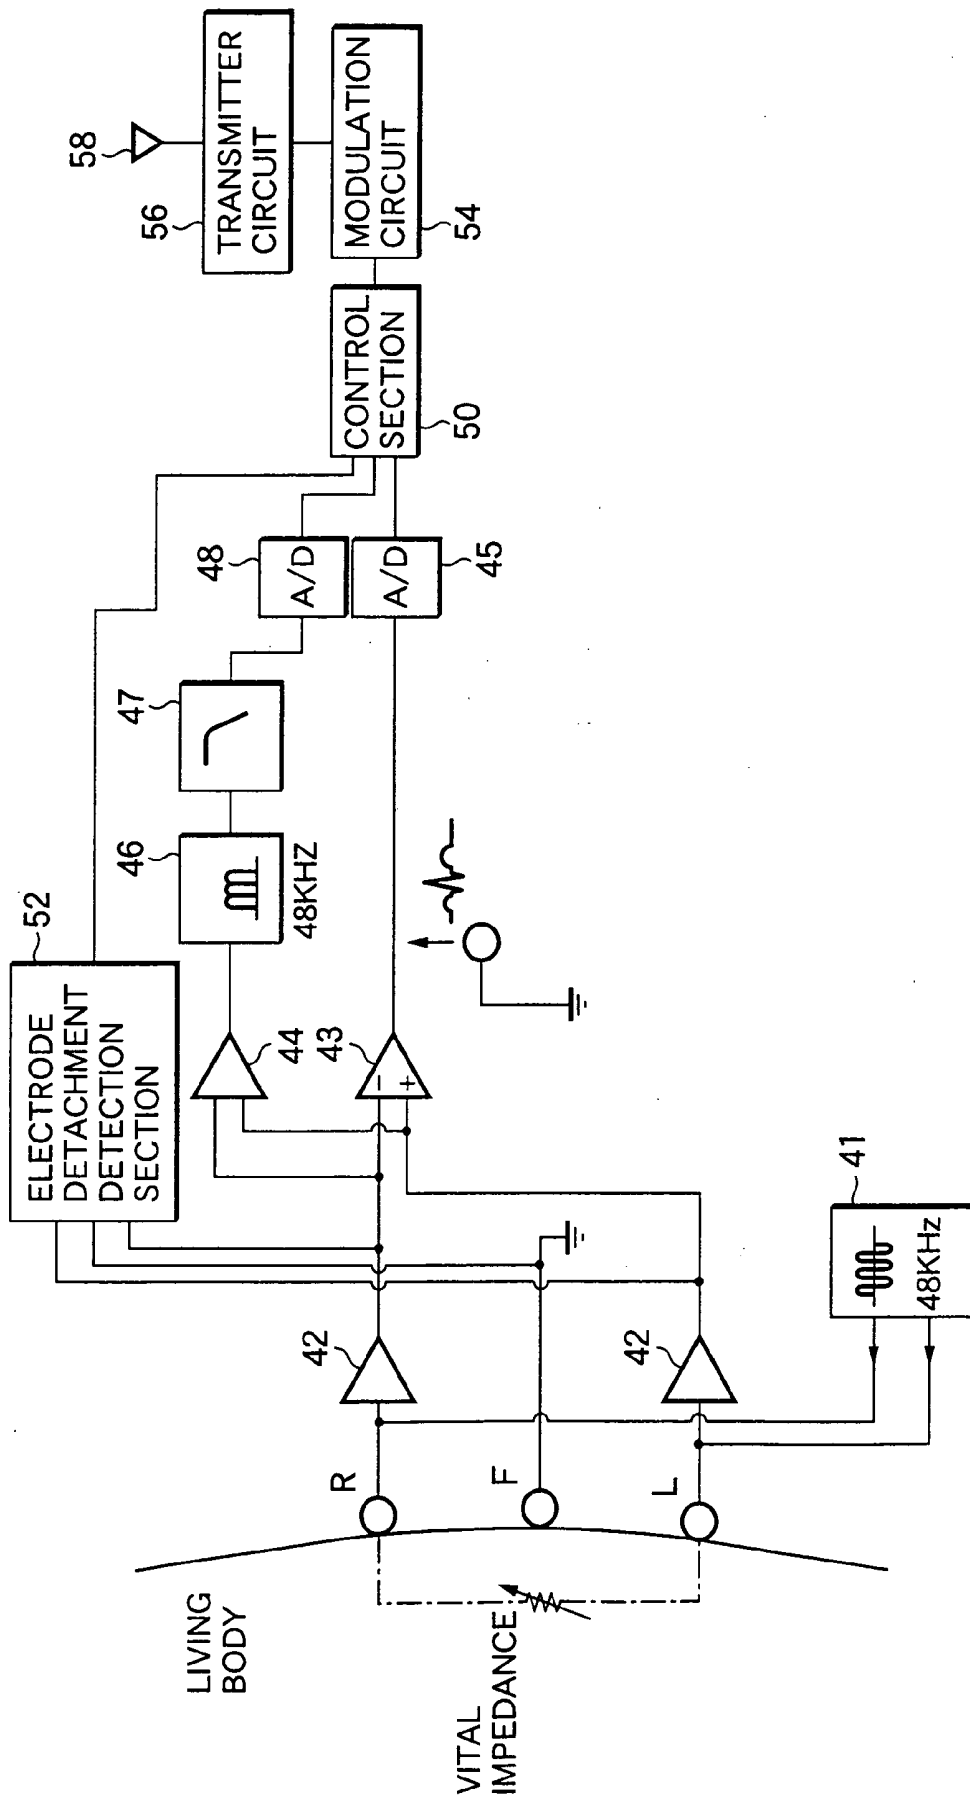 LIVING
BODY
VITAL
IMPEDANCE
R
F
L
42
42
41
48KHz
ELECTRODE
DETACHMENT
DETECTION
SECTION
52
44
43
−
+
46
48KHZ
47
48
A/D
A/D
45
CONTROL
SECTION
50
MODULATION
CIRCUIT
54
TRANSMITTER
CIRCUIT
56
58